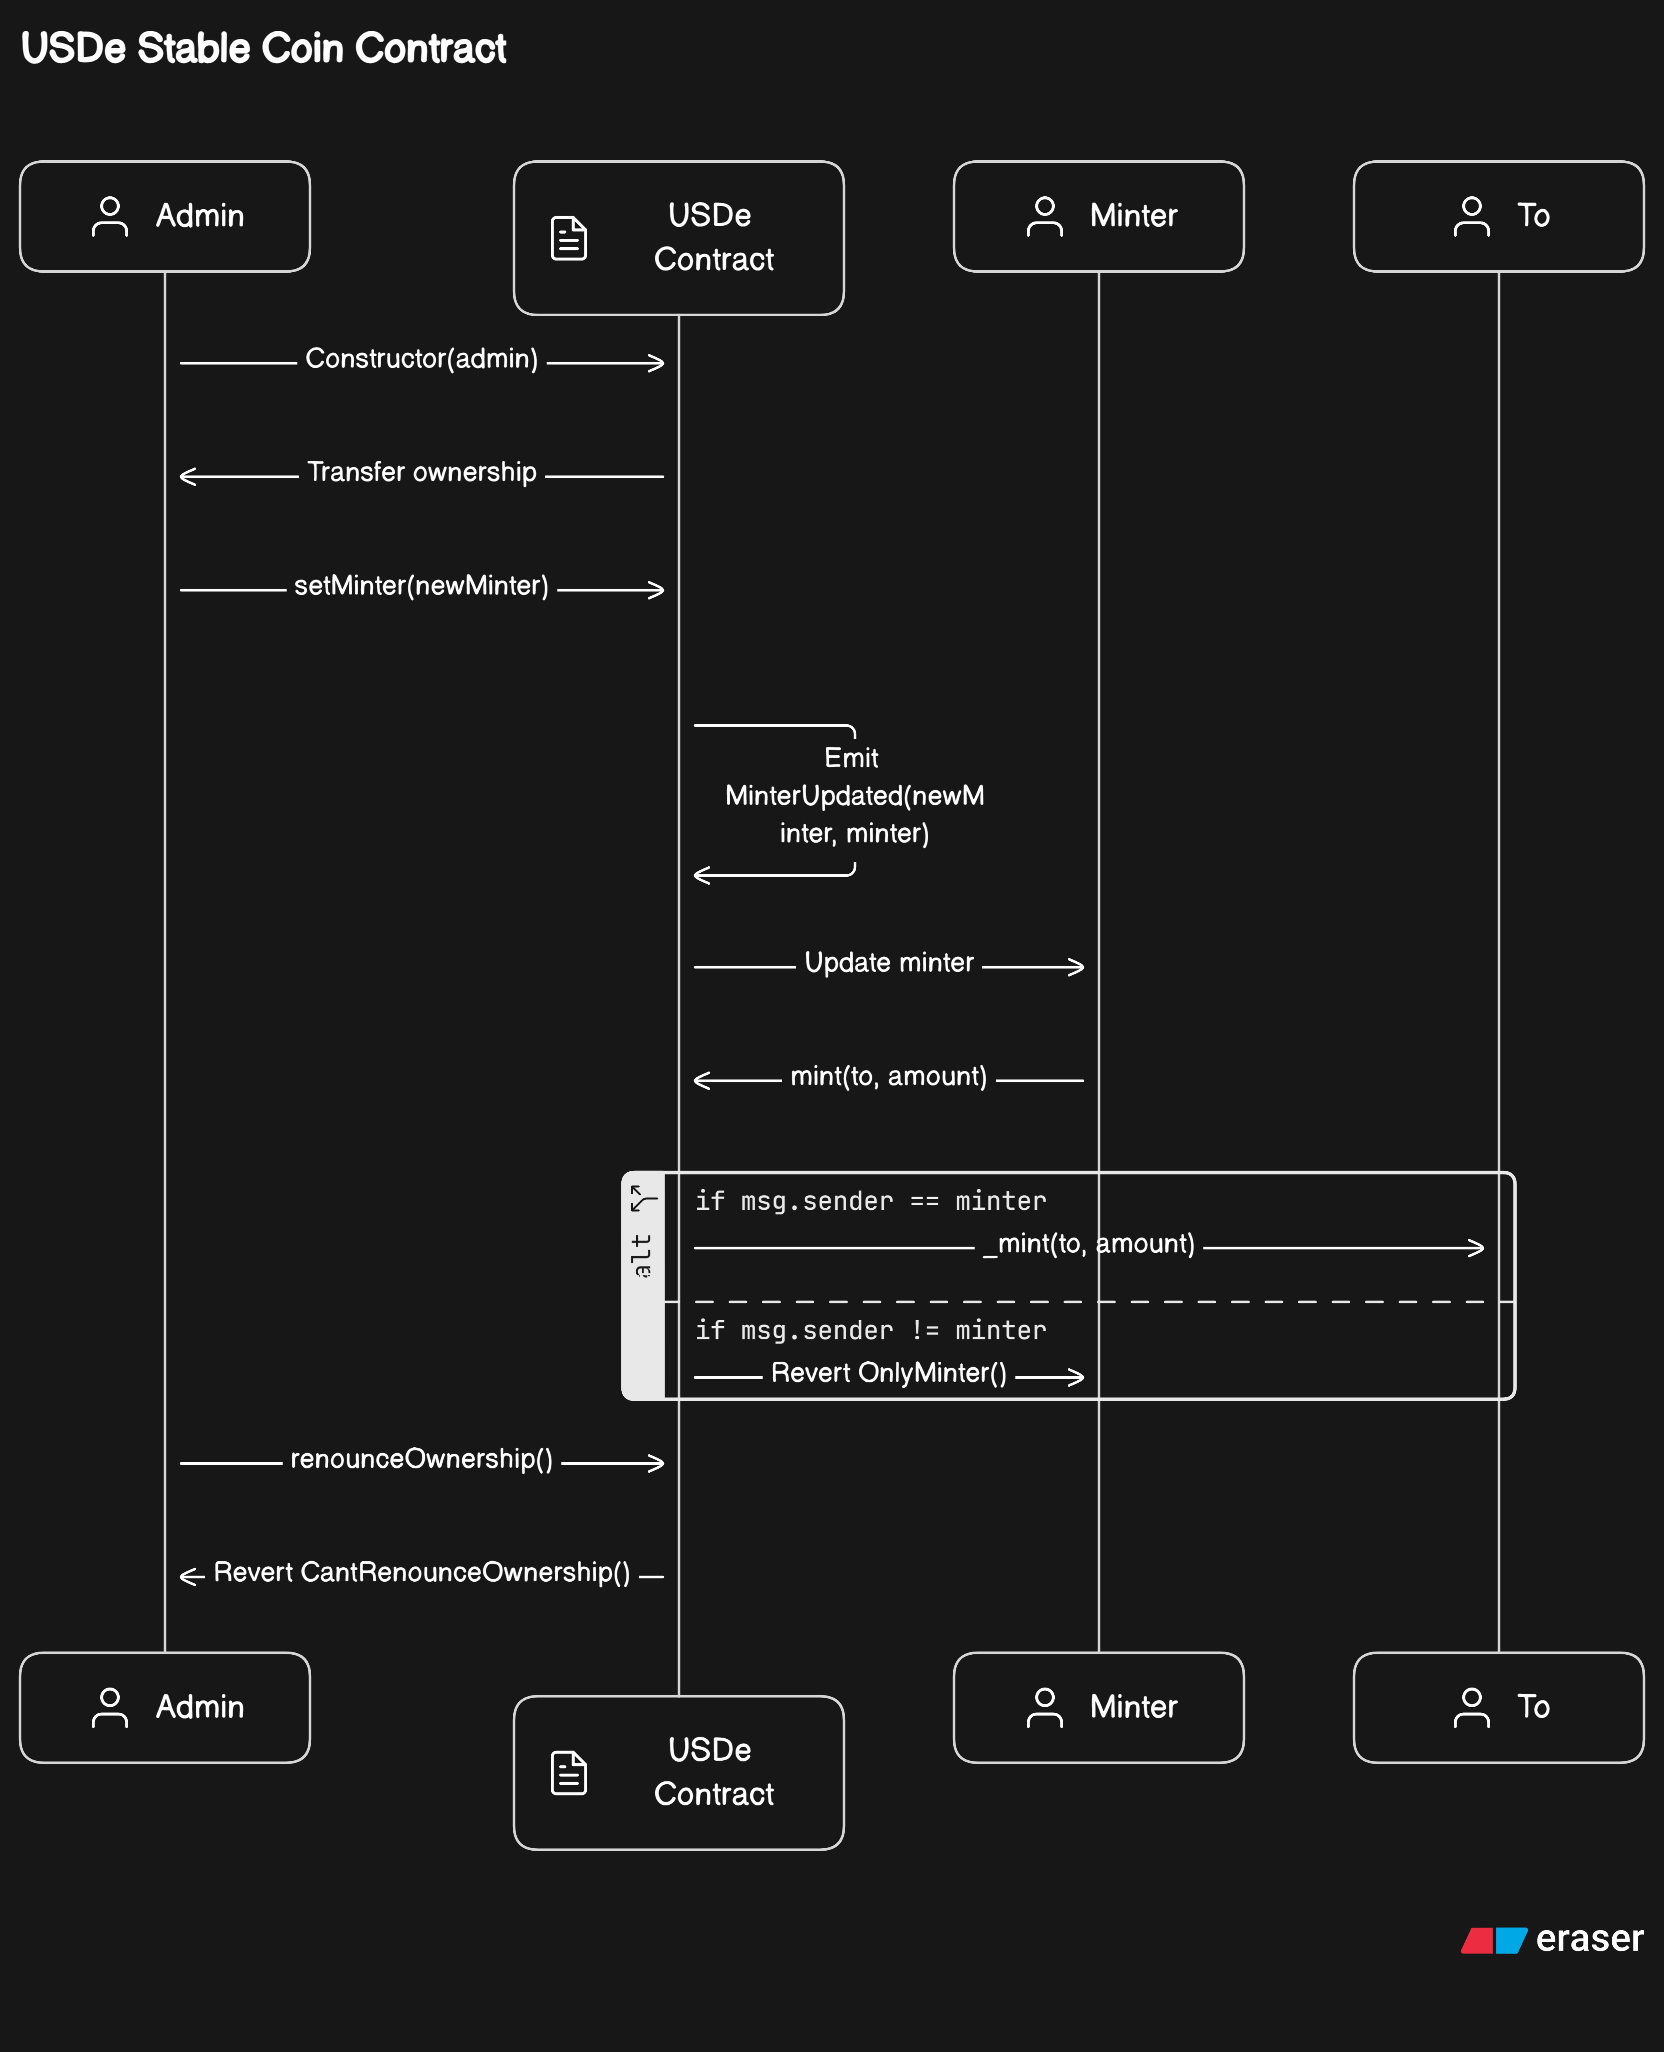 USDe Stable Coin Contract
Admin
USDe
Contract
Minter
To
Constructor(admin)
Transfer ownership
setMinter(newMinter)
Emit
MinterUpdated(newM
inter, minter)
Update minter
mint(to, amount)
alt
if msg.sender == minter
_mint(to, amount)
if msg.sender != minter
Revert OnlyMinter()
renounceOwnership()
Revert CantRenounceOwnership()
Admin
USDe
Contract
Minter
To
eraser